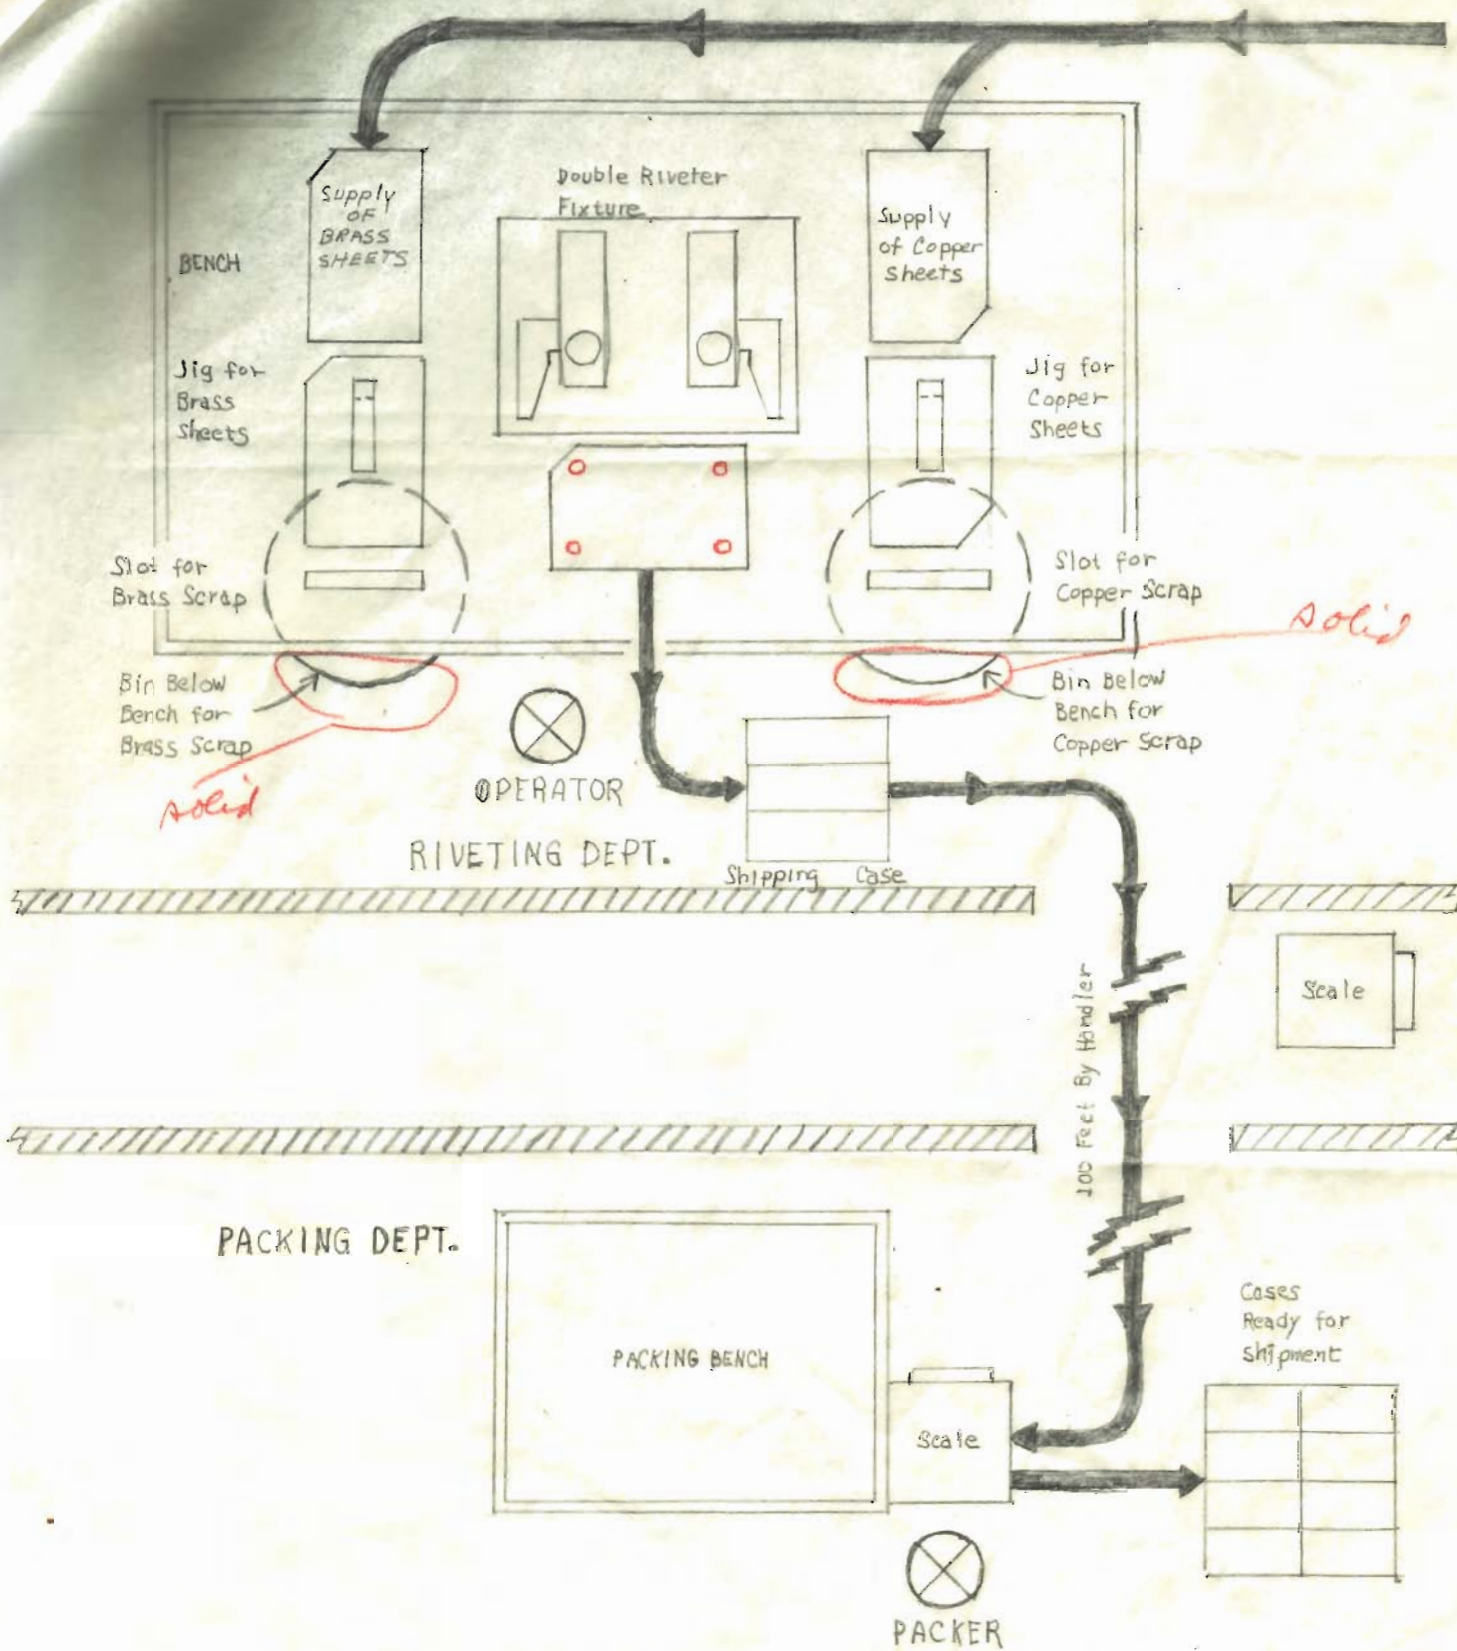 Supply
OF
BRASS
SHEETS
Double Riveter
Fixture
Supply
of Copper
Sheets
BENCH
Jig for
Brass
Sheets
Jig for
Copper
Sheets
Slot for
Brass Scrap
Slot for
Copper Scrap
solid
Bin Below
Bench for
Brass Scrap
Bin Below
Bench for
Copper Scrap
solid
OPERATOR
RIVETING DEPT.
Shipping Case
Scale
100 Feet By Handler
PACKING DEPT.
PACKING BENCH
Cases
Ready for
Shipment
Scale
PACKER